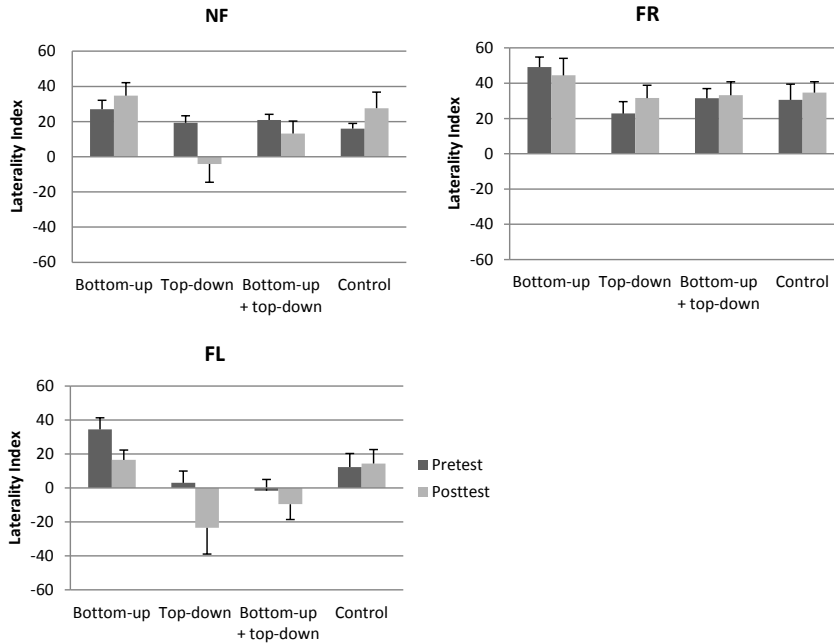 NF
60
40
20
0
-20
-40
-60
Laterality Index
Bottom-up
Top-down
Bottom-up
+ top-down
Control
FR
60
40
20
0
-20
-40
-60
Laterality Index
Bottom-up
Top-down
Bottom-up
+ top-down
Control
FL
60
40
20
0
-20
-40
-60
Laterality Index
Bottom-up
Top-down
Bottom-up
+ top-down
Control
Pretest
Posttest